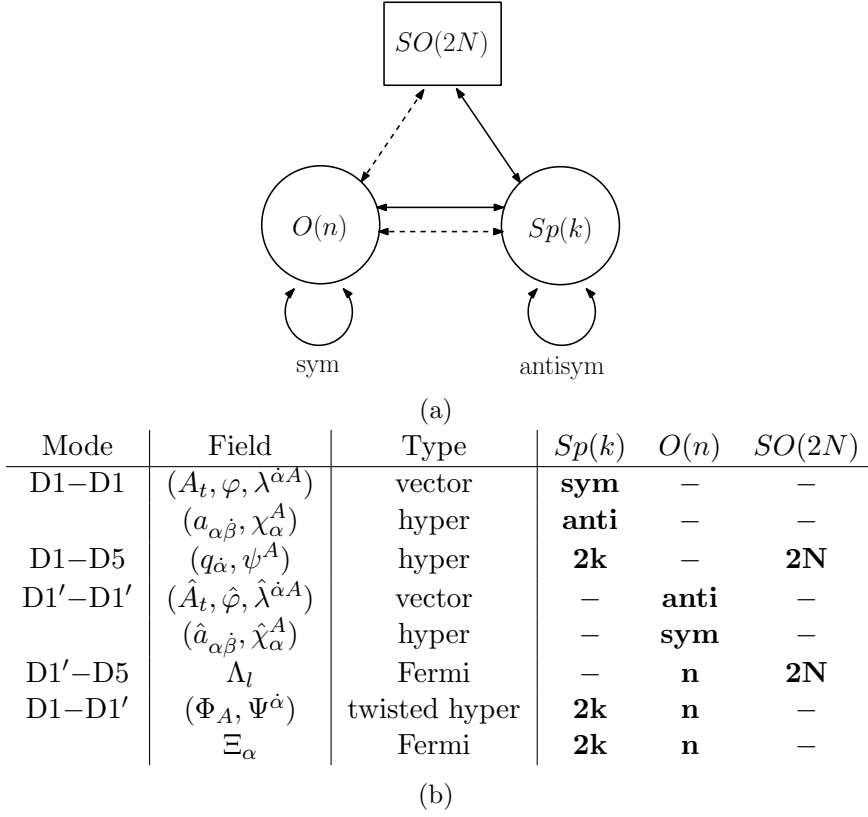 SO(2N)
O(n) Sp(k)
sym antisym
(a)
Mode Field Type Sp(k) O(n) SO(2N)
D1−D1 (A_t, φ, λ^{α̇A}) vector sym − −
(a_{αβ̇}, χ^A_α) hyper anti − −
D1−D5 (q_{α̇}, ψ^A) hyper 2k − 2N
D1′−D1′ (Â_t, φ̂, λ̂^{α̇A}) vector − anti −
(â_{αβ̇}, χ̂^A_α) hyper − sym −
D1′−D5 Λ_l Fermi − n 2N
D1−D1′ (Φ_A, Ψ^{α̇}) twisted hyper 2k n −
Ξ_α Fermi 2k n −
(b)